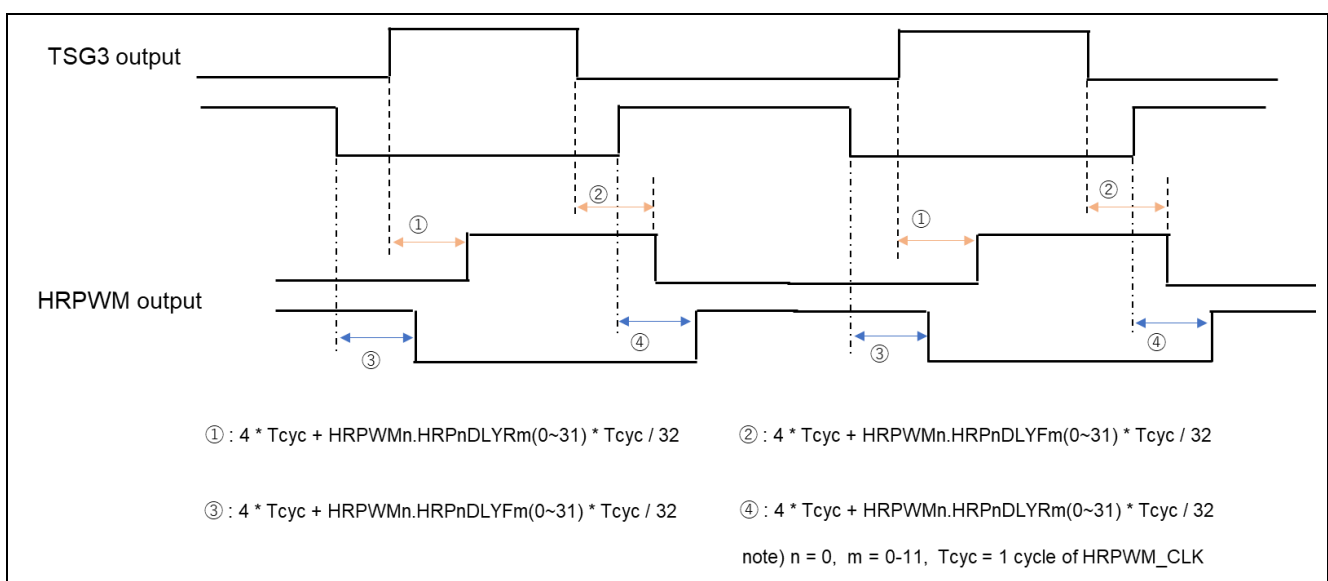 TSG3 output
②
②
①
①
HRPWM output
③
④
③
④
① : 4 * Tcyc + HRPWMn.HRPnDLYRm(0~31) * Tcyc / 32
② : 4 * Tcyc + HRPWMn.HRPnDLYFm(0~31) * Tcyc / 32
③ : 4 * Tcyc + HRPWMn.HRPnDLYFm(0~31) * Tcyc / 32
④ : 4 * Tcyc + HRPWMn.HRPnDLYRm(0~31) * Tcyc / 32
note) n = 0, m = 0-11, Tcyc = 1 cycle of HRPWM_CLK